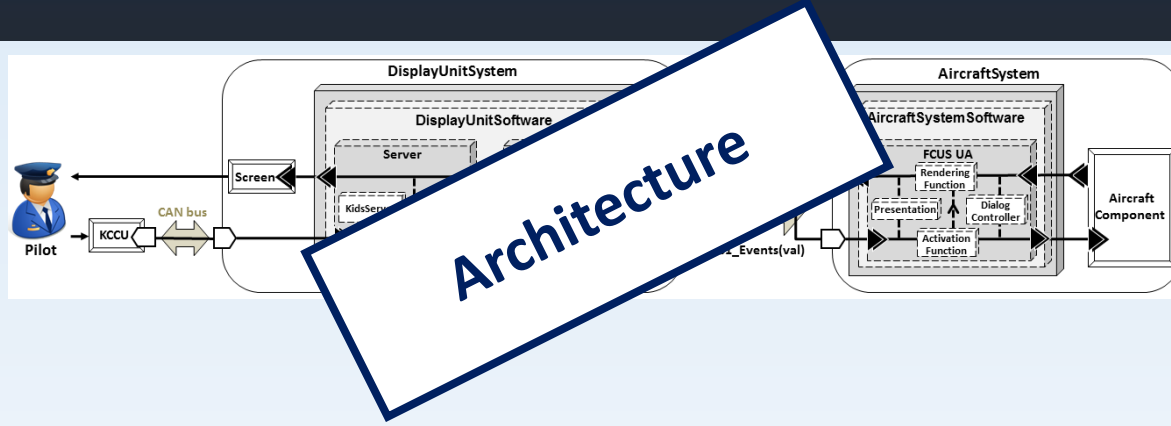 DisplayUnitSystem
AircraftSystem
DisplayUnitSoftware
AircraftSystemSoftware
Server
FCUS UA
Screen
Rendering
Function
Presentation
Dialog
Controller
Aircraft
Component
CAN bus
KCCU
Pilot
Activation
Function
_Events(val)
Architecture